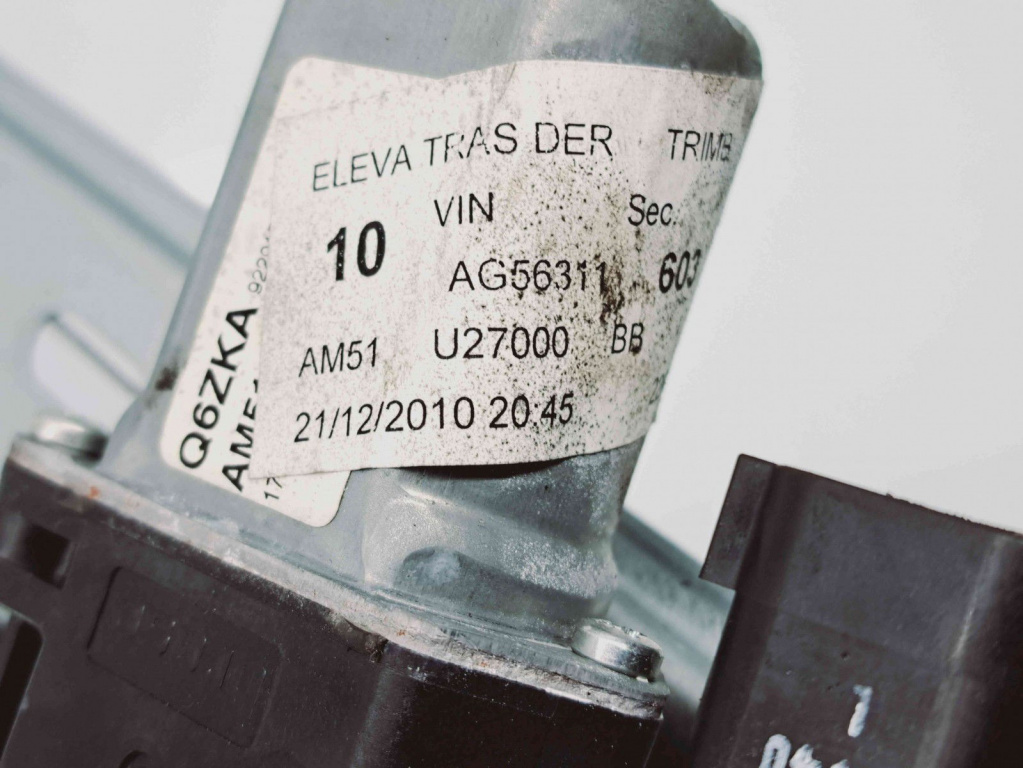 ELEVA TRAS DER TRIMB
10 VIN Sec.
AG56311 603
AM51 U27000 BB
21/12/2010 20:45
Q6ZKA